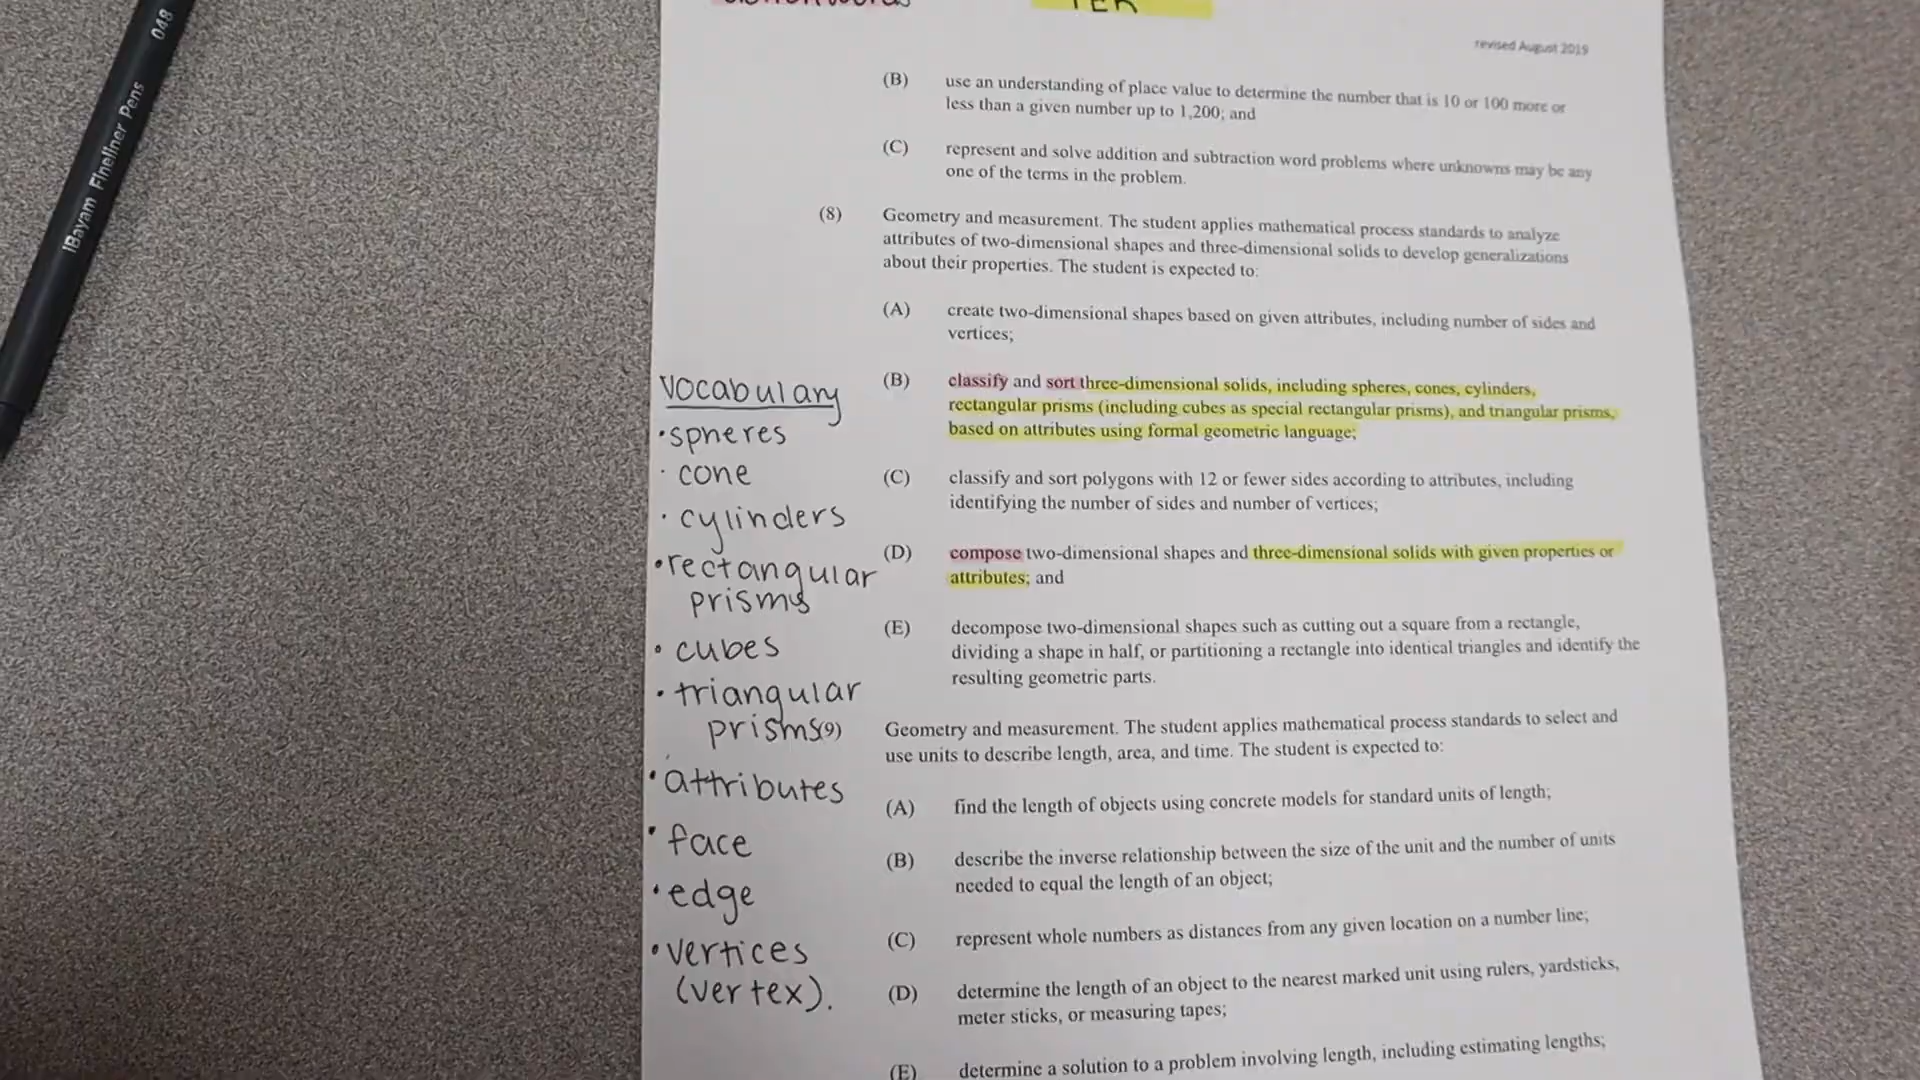 iBayam Fineliner Pens 048
TEK
revised August 2019
(B) use an understanding of place value to determine the number that is 10 or 100 more or
less than a given number up to 1,200; and
(C) represent and solve addition and subtraction word problems where unknowns may be any
one of the terms in the problem.
(8) Geometry and measurement. The student applies mathematical process standards to analyze
attributes of two-dimensional shapes and three-dimensional solids to develop generalizations
about their properties. The student is expected to:
(A) create two-dimensional shapes based on given attributes, including number of sides and
vertices;
(B) classify and sort three-dimensional solids, including spheres, cones, cylinders,
rectangular prisms (including cubes as special rectangular prisms), and triangular prisms,
based on attributes using formal geometric language;
(C) classify and sort polygons with 12 or fewer sides according to attributes, including
identifying the number of sides and number of vertices;
(D) compose two-dimensional shapes and three-dimensional solids with given properties or
attributes; and
(E) decompose two-dimensional shapes such as cutting out a square from a rectangle,
dividing a shape in half, or partitioning a rectangle into identical triangles and identify the
resulting geometric parts.
(9) Geometry and measurement. The student applies mathematical process standards to select and
use units to describe length, area, and time. The student is expected to:
(A) find the length of objects using concrete models for standard units of length;
(B) describe the inverse relationship between the size of the unit and the number of units
needed to equal the length of an object;
(C) represent whole numbers as distances from any given location on a number line;
(D) determine the length of an object to the nearest marked unit using rulers, yardsticks,
meter sticks, or measuring tapes;
(E) determine a solution to a problem involving length, including estimating lengths;
vocabulary
• spheres
• cone
• cylinders
• rectangular
prisms
• cubes
• triangular
prisms
• attributes
• face
• edge
• vertices
(vertex).